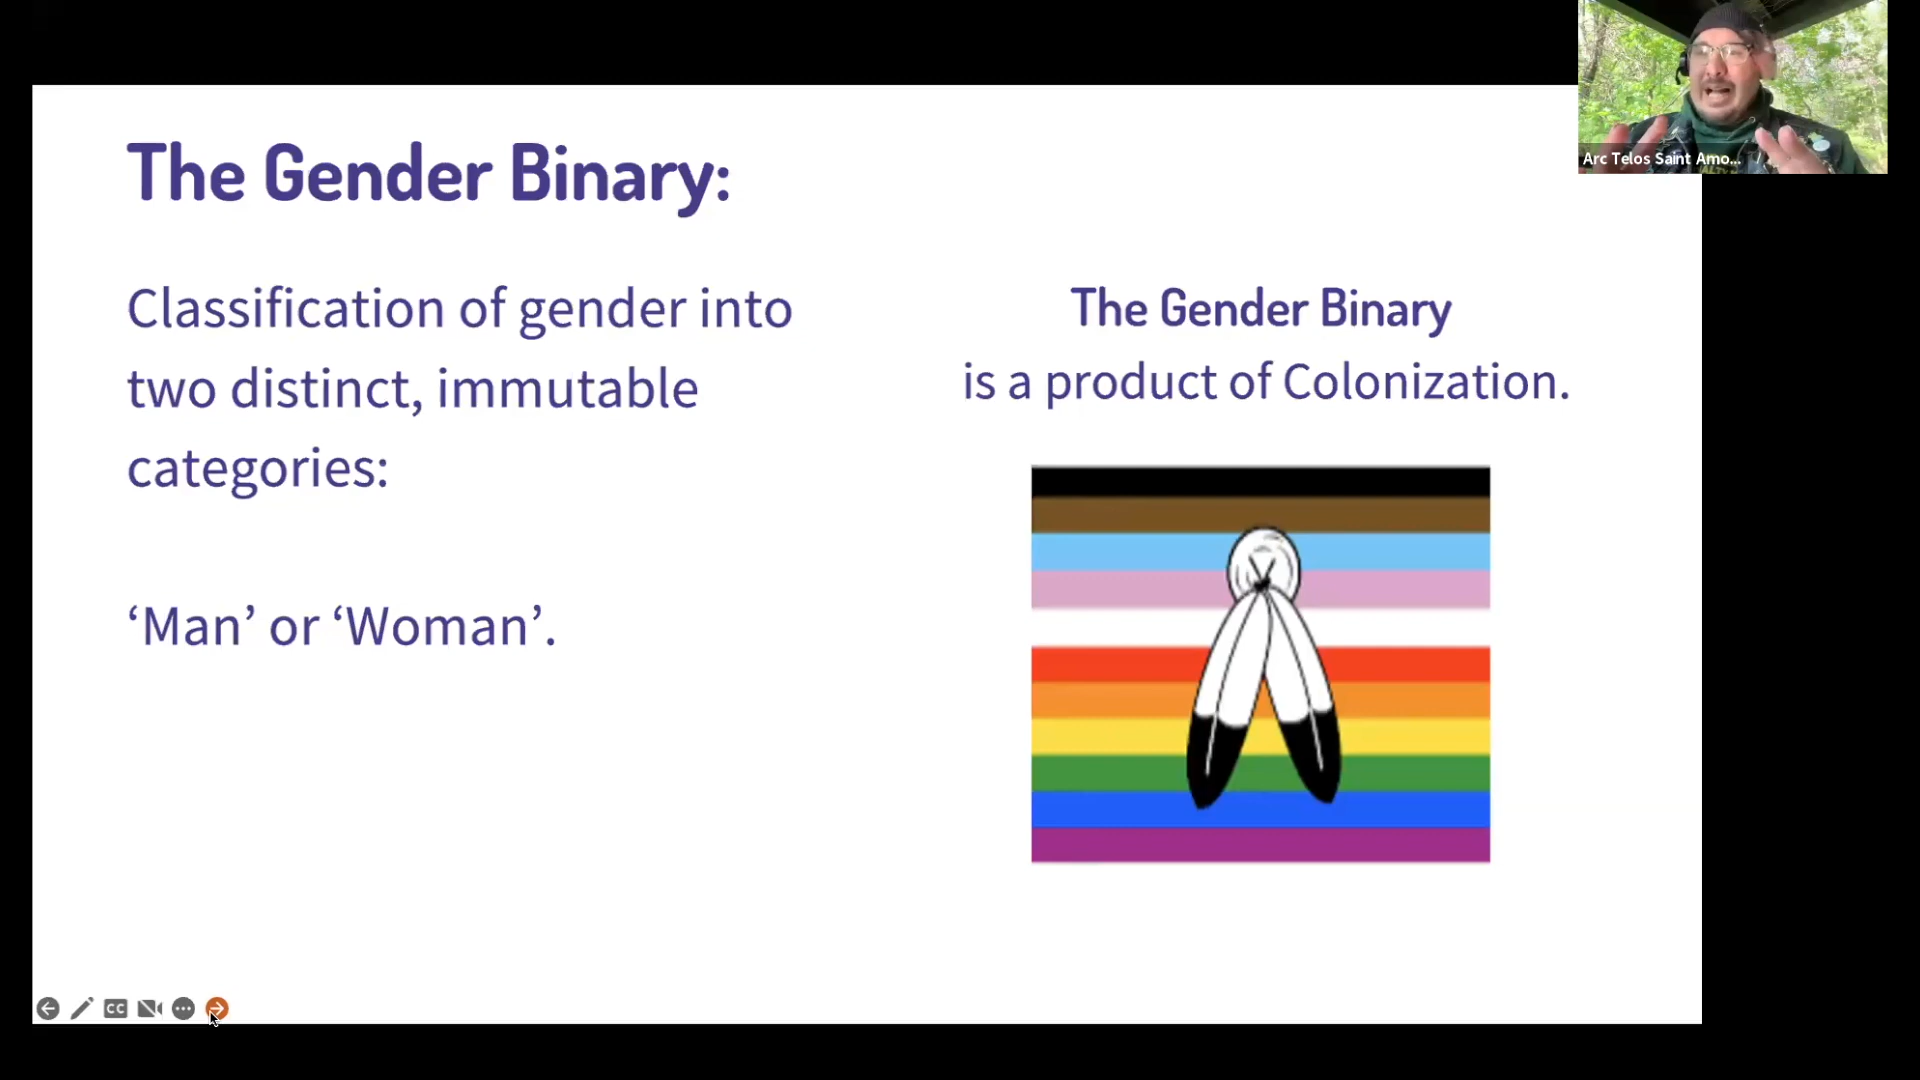 The Gender Binary:
Classification of gender into
two distinct, immutable
categories:
‘Man’ or ‘Woman’.
The Gender Binary
is a product of Colonization.
Arc Telos Saint Amo...
CC